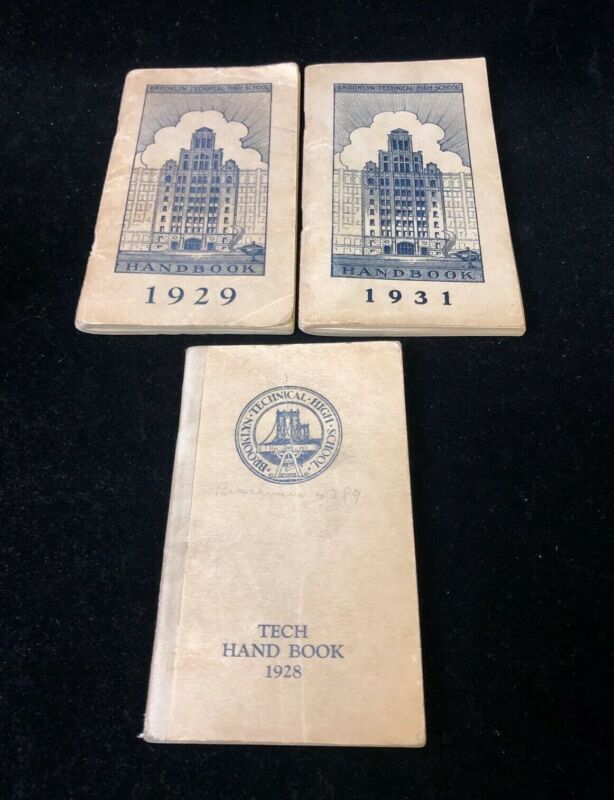 BROOKLYN·TECHNICAL·HIGH·SCHOOL
HANDBOOK
1929
BROOKLYN·TECHNICAL·HIGH·SCHOOL
HANDBOOK
1931
·BROOKLYN·TECHNICAL·HIGH·SCHOOL·
4289
TECH
HAND BOOK
1928